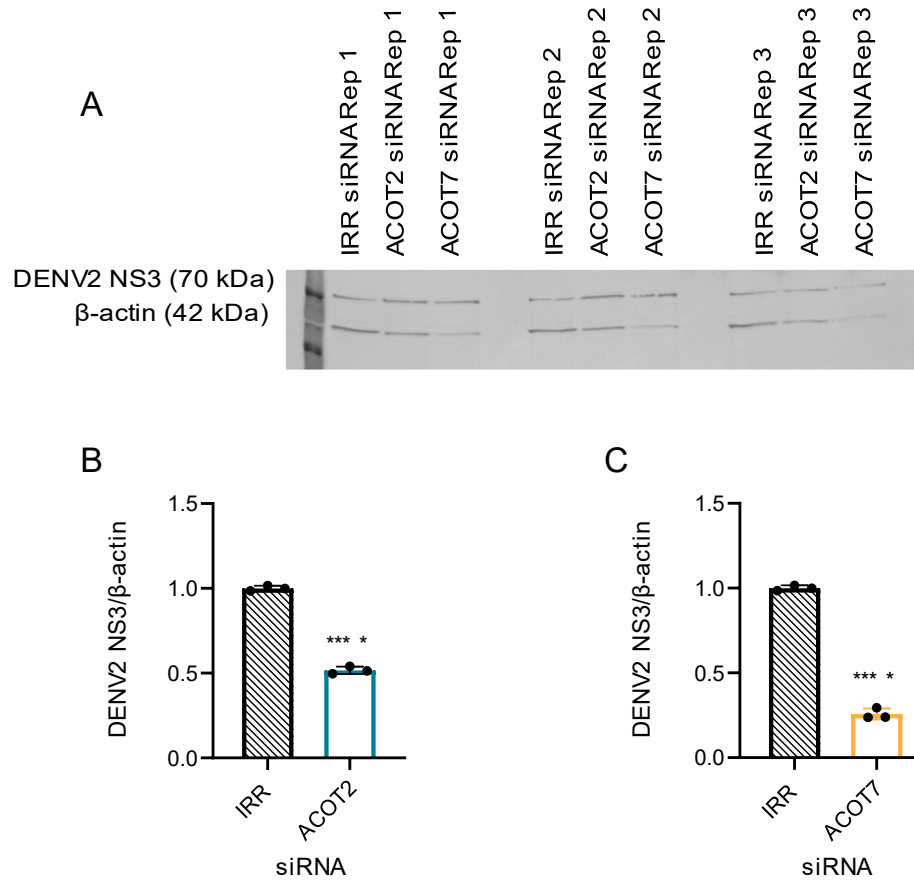 A
IRR siRNARep 1
ACOT2 siRNARep 1
ACOT7 siRNARep 1
IRR siRNARep 2
ACOT2 siRNARep 2
ACOT7 siRNARep 2
IRR siRNARep 3
ACOT2 siRNARep 3
ACOT7 siRNARep 3
DENV2 NS3 (70 kDa)
β-actin (42 kDa)
B
DENV2 NS3/β-actin
1.5
1.0
0.5
0.0
*** *
IRR
ACOT2
siRNA
C
DENV2 NS3/β-actin
1.5
1.0
0.5
0.0
*** *
IRR
ACOT7
siRNA